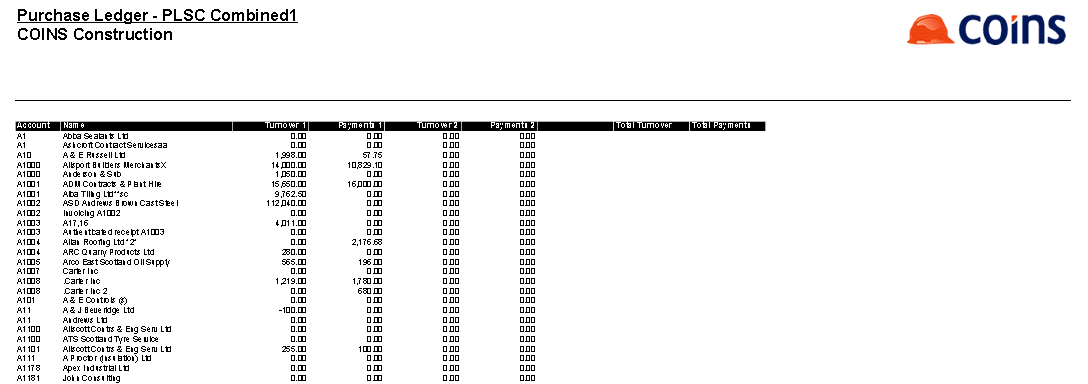 Purchase Ledger - PLSC Combined1
COINS Construction
coins
Account Name Turnover 1 Payments 1 Turnover 2 Payments 2 Total Turnover Total Payments
A1 Abba Sealants Ltd 0.00 0.00 0.00 0.00
A1 Ashcroft Contract Servicesaa 0.00 0.00 0.00 0.00
A10 A & E Russell Ltd 1,998.00 57.75 0.00 0.00
A1000 Allsport Builders MerchantsX 14,000.00 10,829.10 0.00 0.00
A1000 Anderson & Sub 1,050.00 0.00 0.00 0.00
A1001 ADM Contracts & Plant Hire 15,650.00 16,000.00 0.00 0.00
A1001 Alba Tiling Ltd**sc 9,762.50 0.00 0.00 0.00
A1002 ASD Andrews Brown Cast Steel 112,040.00 0.00 0.00 0.00
A1002 Invoicing A1002 0.00 0.00 0.00 0.00
A1003 A17,16 4,011.00 0.00 0.00 0.00
A1003 Authenticated receipt A1003 0.00 0.00 0.00 0.00
A1004 Allan Roofing Ltd*2* 0.00 2,176.68 0.00 0.00
A1004 ARC Quarry Products Ltd 280.00 0.00 0.00 0.00
A1005 Arco East Scotland Oil Supply 565.00 196.00 0.00 0.00
A1007 Carter Inc 0.00 0.00 0.00 0.00
A1008 .Carter Inc 1,219.00 1,780.00 0.00 0.00
A1008 .Carter Inc 2 0.00 680.00 0.00 0.00
A101 A & E Controls (s) 0.00 0.00 0.00 0.00
A11 A & J Beveridge Ltd -100.00 0.00 0.00 0.00
A11 Andrews Ltd 0.00 0.00 0.00 0.00
A1100 Allscott Contrs & Eng Serv Ltd 0.00 0.00 0.00 0.00
A1100 ATS Scotland Tyre Service 0.00 0.00 0.00 0.00
A1101 Allscott Contrs & Eng Serv Ltd 255.00 100.00 0.00 0.00
A111 A Proctor (Insulation) Ltd 0.00 0.00 0.00 0.00
A1178 Apex Industrial Ltd 0.00 0.00 0.00 0.00
A1181 John Consulting 0.00 0.00 0.00 0.00